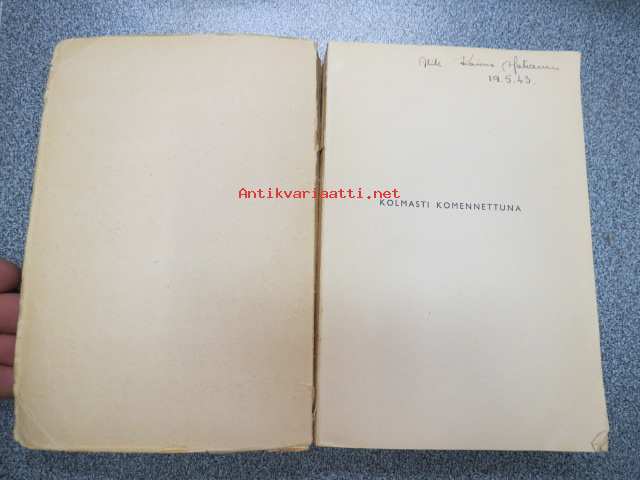 19.5.43
Antikvariaatti.net
KOLMASTI KOMENNETTUNA